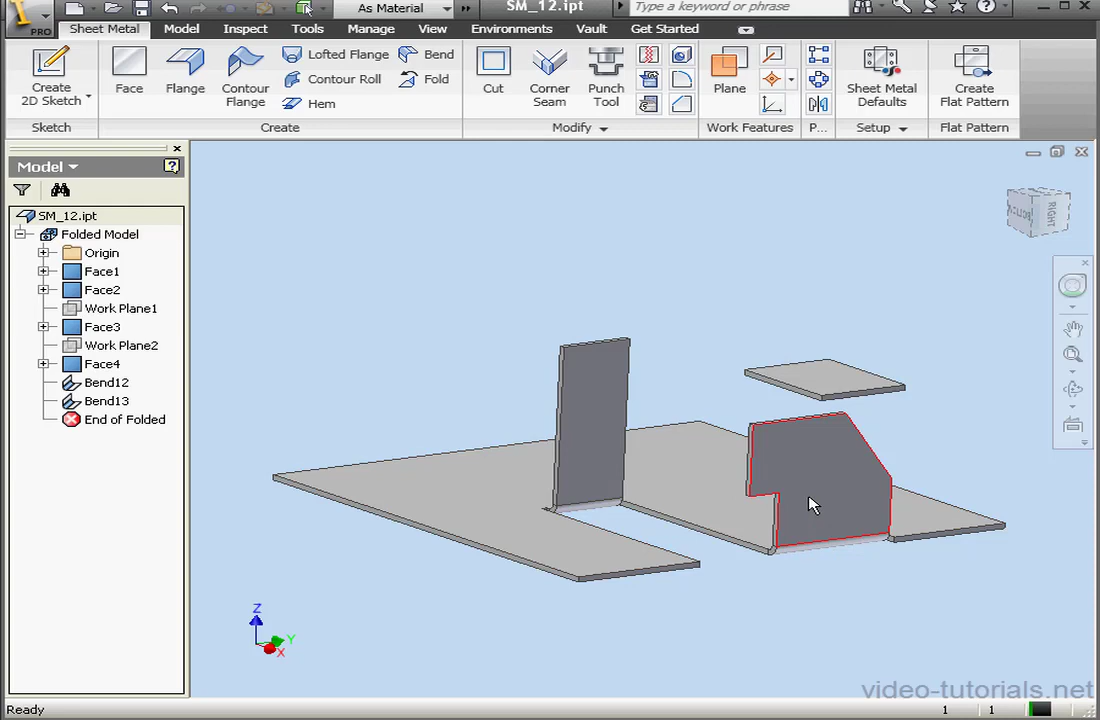 As Material
SM_12.ipt
Type a keyword or phrase
PRO
Sheet Metal
Model
Inspect
Tools
Manage
View
Environments
Vault
Get Started
Create
2D Sketch
Face
Flange
Contour
Flange
Lofted Flange
Contour Roll
Hem
Bend
Fold
Cut
Corner
Seam
Punch
Tool
Plane
Sheet Metal
Defaults
Create
Flat Pattern
Sketch
Create
Modify
Work Features
P...
Setup
Flat Pattern
Model
SM_12.ipt
Folded Model
Origin
Face1
Face2
Work Plane1
Face3
Work Plane2
Face4
Bend12
Bend13
End of Folded
RIGHT
Z
Y
X
video-tutorials.net
Ready
1
1